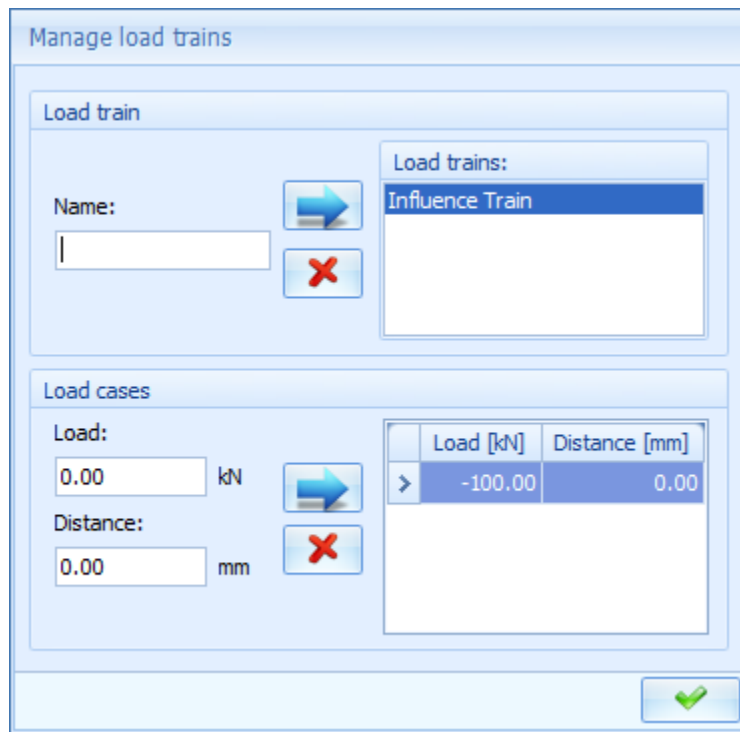 Manage load trains
Load train
Name:
Load trains:
Influence Train
Load cases
Load:
0.00 kN
Distance:
0.00 mm
Load [kN] Distance [mm]
-100.00 0.00